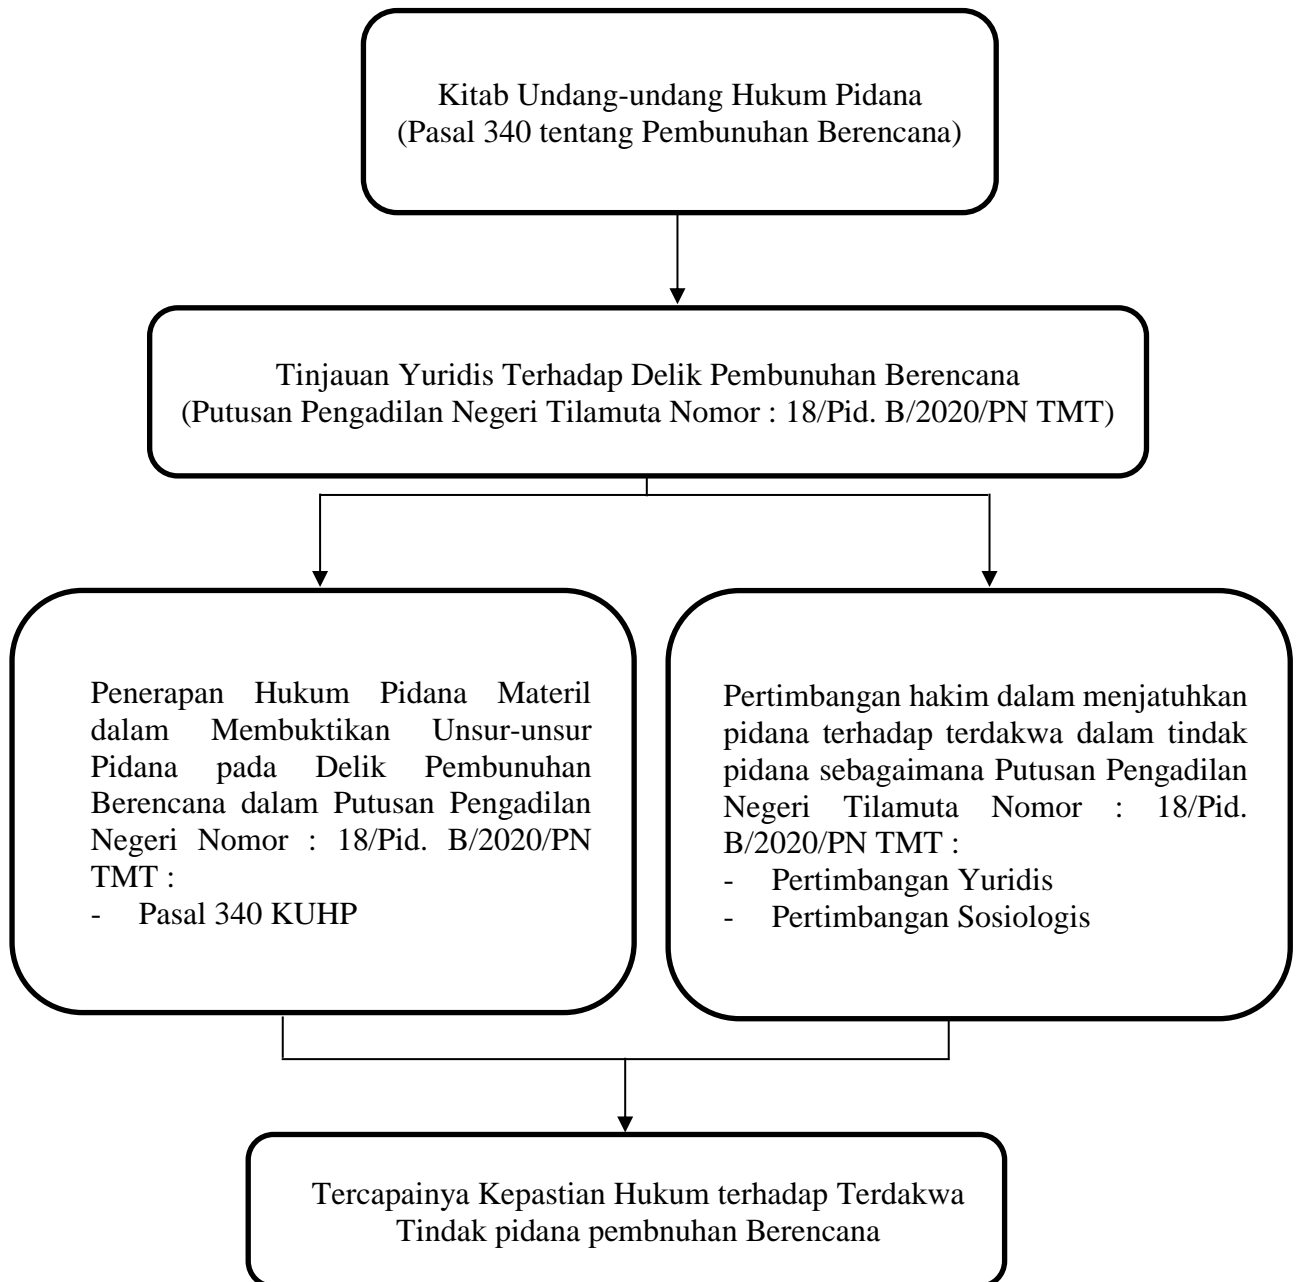 Kitab Undang-undang Hukum Pidana
(Pasal 340 tentang Pembunuhan Berencana)
Tinjauan Yuridis Terhadap Delik Pembunuhan Berencana
(Putusan Pengadilan Negeri Tilamuta Nomor : 18/Pid. B/2020/PN TMT)
Penerapan Hukum Pidana Materil
dalam Membuktikan Unsur-unsur
Pidana pada Delik Pembunuhan
Berencana dalam Putusan Pengadilan
Negeri Nomor : 18/Pid. B/2020/PN
TMT :
- Pasal 340 KUHP
Pertimbangan hakim dalam menjatuhkan
pidana terhadap terdakwa dalam tindak
pidana sebagaimana Putusan Pengadilan
Negeri Tilamuta Nomor : 18/Pid.
B/2020/PN TMT :
- Pertimbangan Yuridis
- Pertimbangan Sosiologis
Tercapainya Kepastian Hukum terhadap Terdakwa
Tindak pidana pembnuhan Berencana